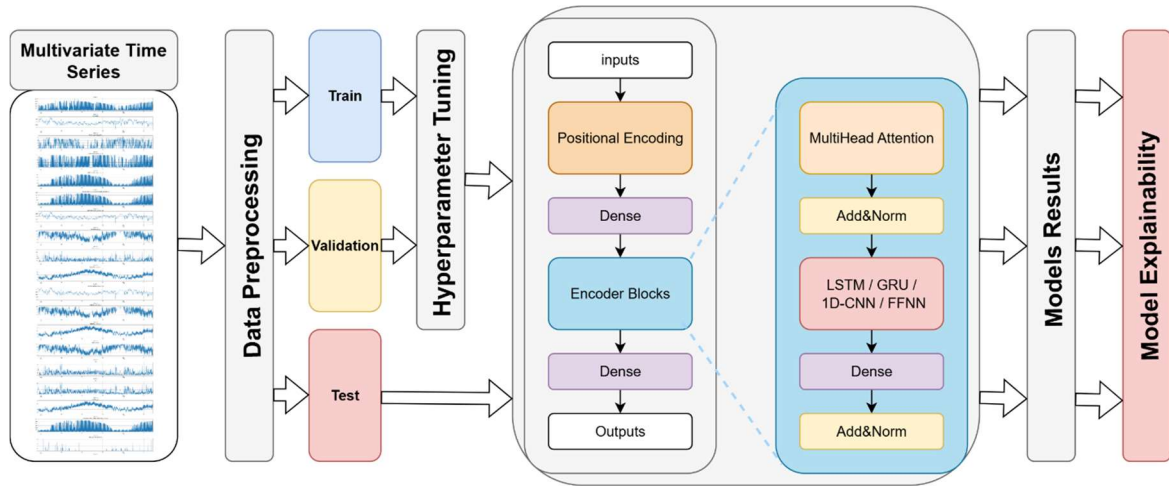 Multivariate Time
Series
Data Preprocessing
Train
Validation
Test
Hyperparameter Tuning
inputs
Positional Encoding
Dense
Encoder Blocks
Dense
Outputs
MultiHead Attention
Add&Norm
LSTM / GRU /
1D-CNN / FFNN
Dense
Add&Norm
Models Results
Model Explainability